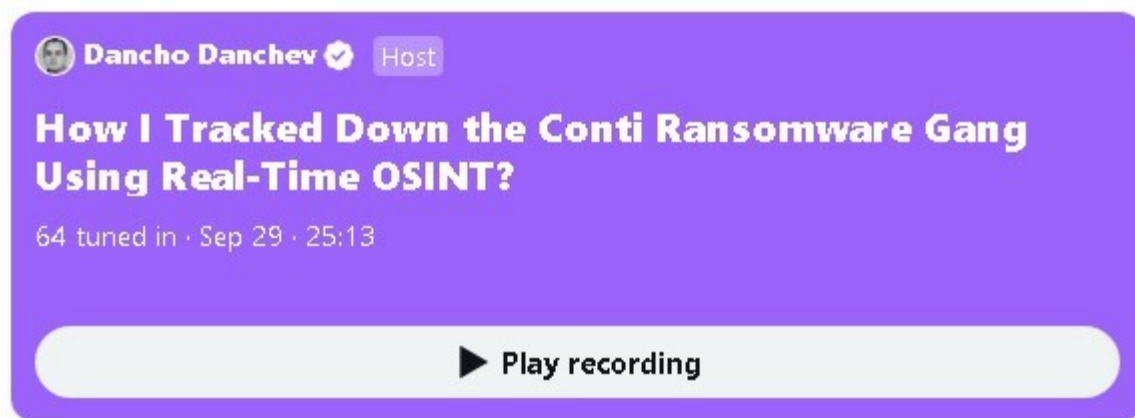 Dancho Danchev Host
How I Tracked Down the Conti Ransomware Gang
Using Real-Time OSINT?
64 tuned in · Sep 29 · 25:13
Play recording